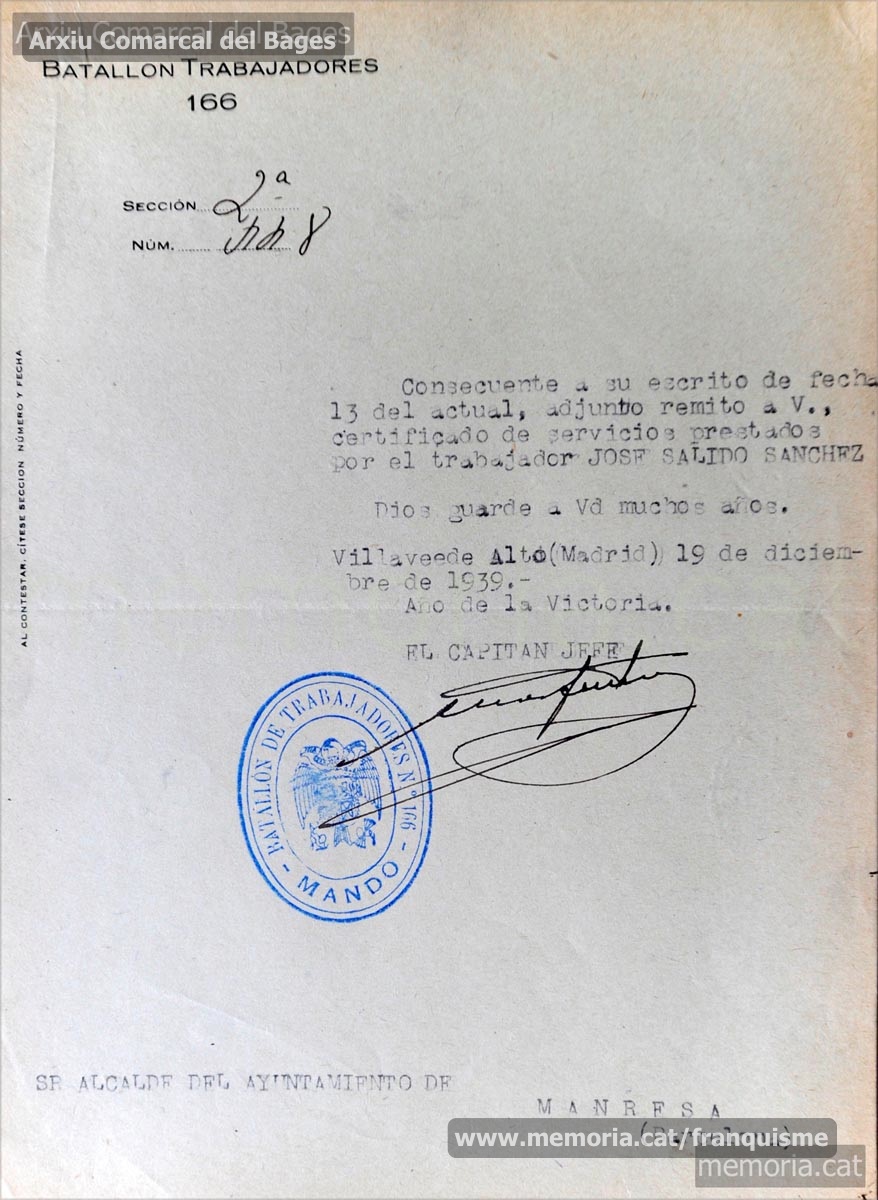 Arxiu Comarcal del Bages
BATALLON TRABAJADORES
166
SECCIÓN 2ª
NÚM. 4448
AL CONTESTAR, CÍTESE SECCION NÚMERO Y FECHA
Consecuente a su escrito de fecha
13 del actual, adjunto remito a V.,
certificado de servicios prestados
por el trabajador JOSE SALIDO SANCHEZ
Dios guarde a Vd muchos años.
Villaveede Alto(Madrid) 19 de diciem-
bre de 1939.-
Año de la Victoria.
EL CAPITAN JEFE
BATALLÓN DE TRABAJADORES Nº 166
- MANDO -
SR ALCALDE DEL AYUNTAMIENTO DE
MANRESA
www.memoria.cat/franquisme
memoria.cat